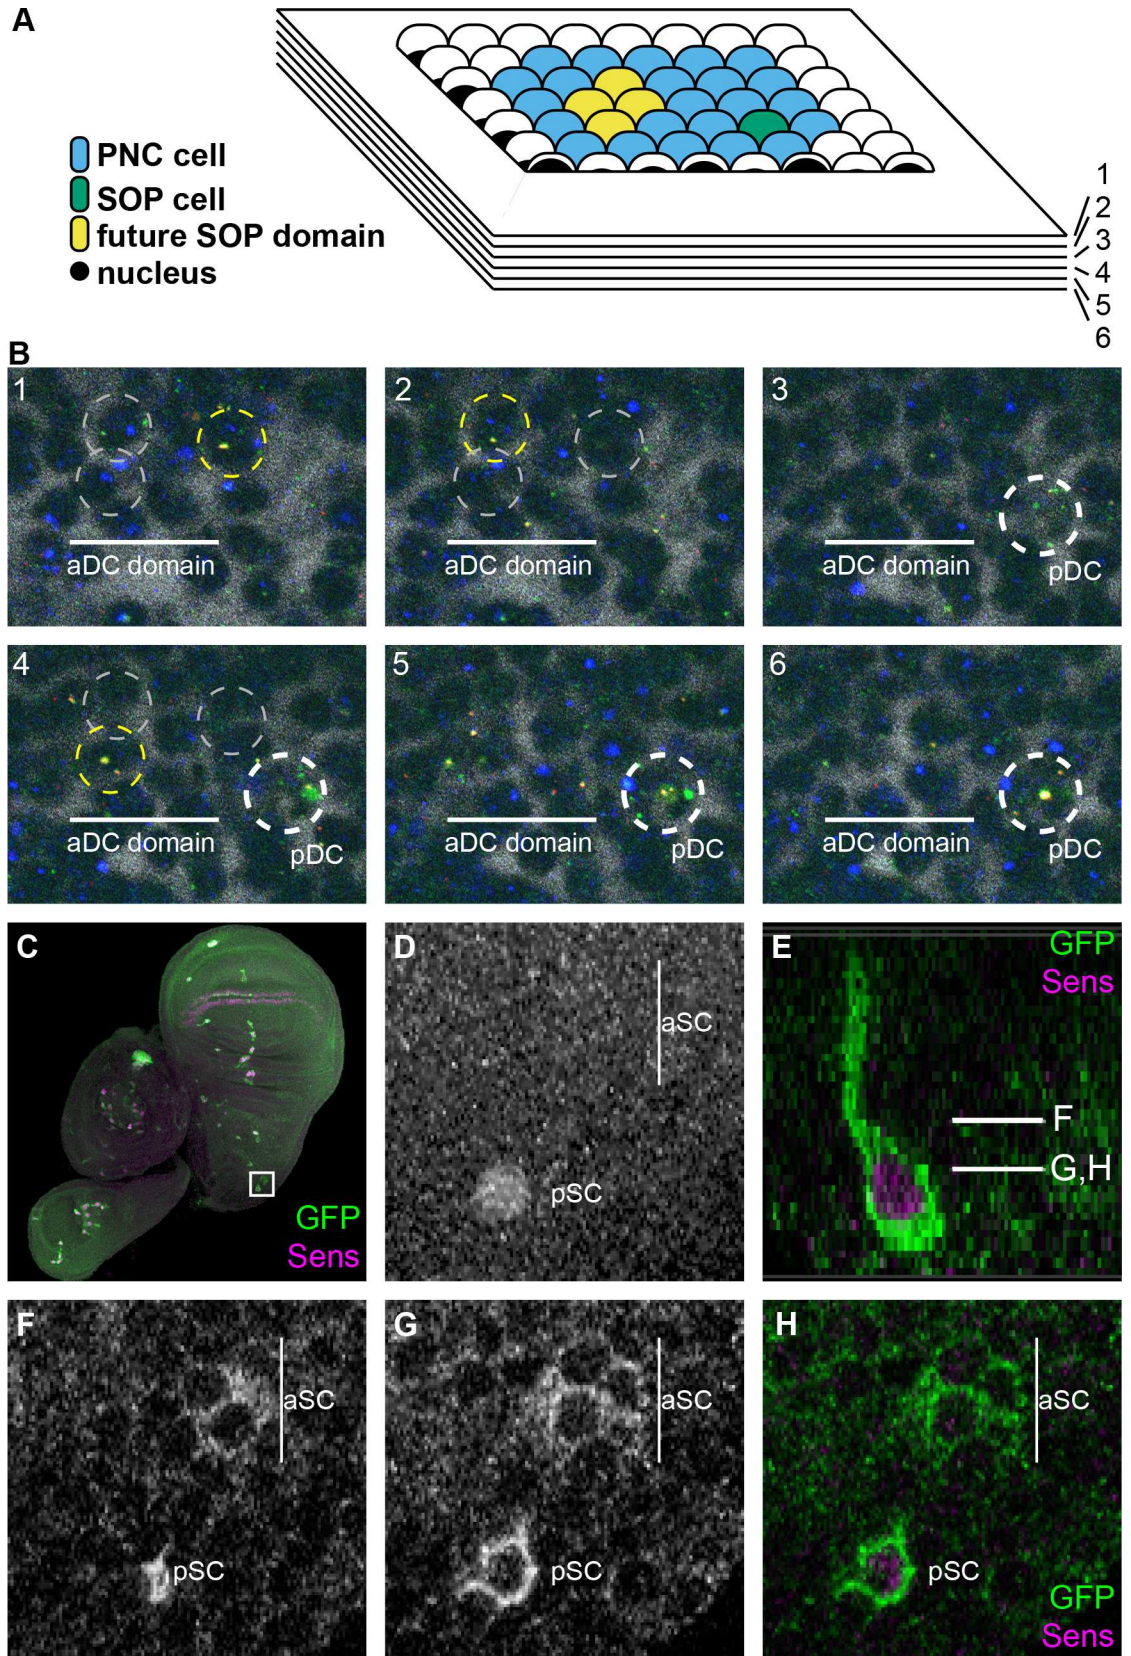 A
PNC cell
SOP cell
future SOP domain
nucleus
1
2
3
4
5
6
B
1
aDC domain
2
aDC domain
3
aDC domain
pDC
4
aDC domain
pDC
5
aDC domain
pDC
6
aDC domain
pDC
C
GFP
Sens
D
aSC
pSC
E
GFP
Sens
F
G,H
F
aSC
pSC
G
aSC
pSC
H
aSC
pSC
GFP
Sens